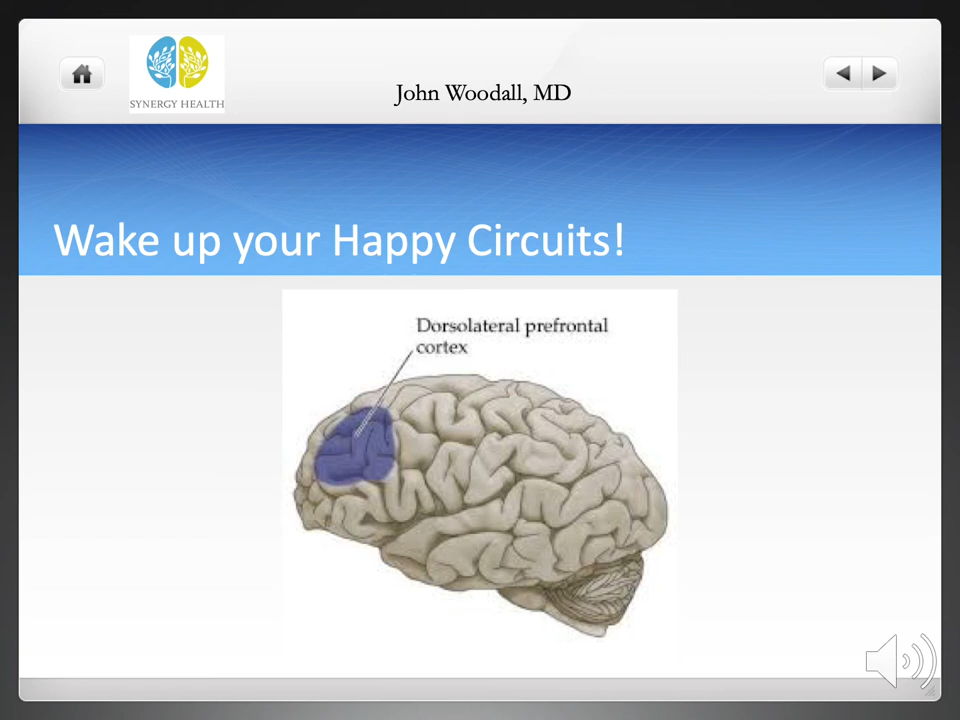 SYNERGY HEALTH
John Woodall, MD
Wake up your Happy Circuits!
Dorsolateral prefrontal
cortex